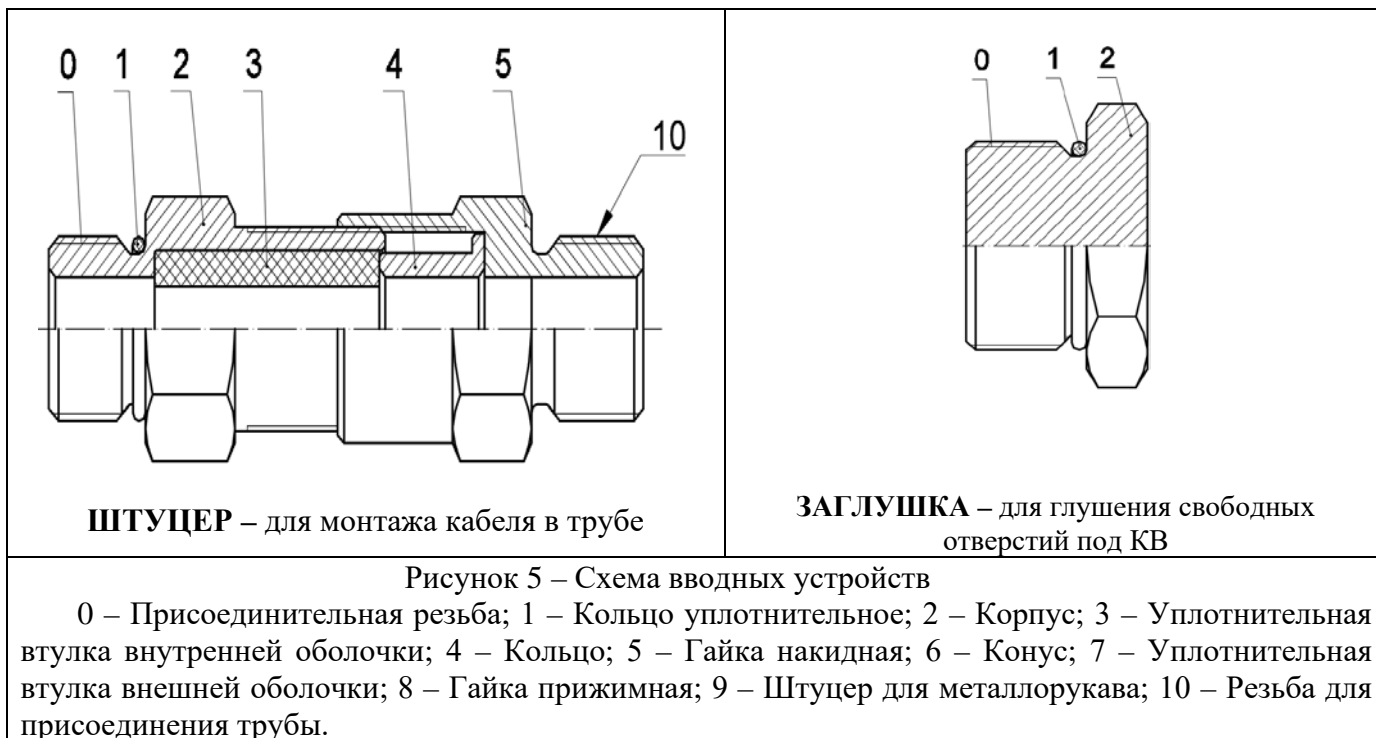 0 1 2 3 4 5
10
ШТУЦЕР – для монтажа кабеля в трубе
0 1 2
ЗАГЛУШКА – для глушения свободных
отверстий под КВ
Рисунок 5 – Схема вводных устройств
0 – Присоединительная резьба; 1 – Кольцо уплотнительное; 2 – Корпус; 3 – Уплотнительная
втулка внутренней оболочки; 4 – Кольцо; 5 – Гайка накидная; 6 – Конус; 7 – Уплотнительная
втулка внешней оболочки; 8 – Гайка прижимная; 9 – Штуцер для металлорукава; 10 – Резьба для
присоединения трубы.